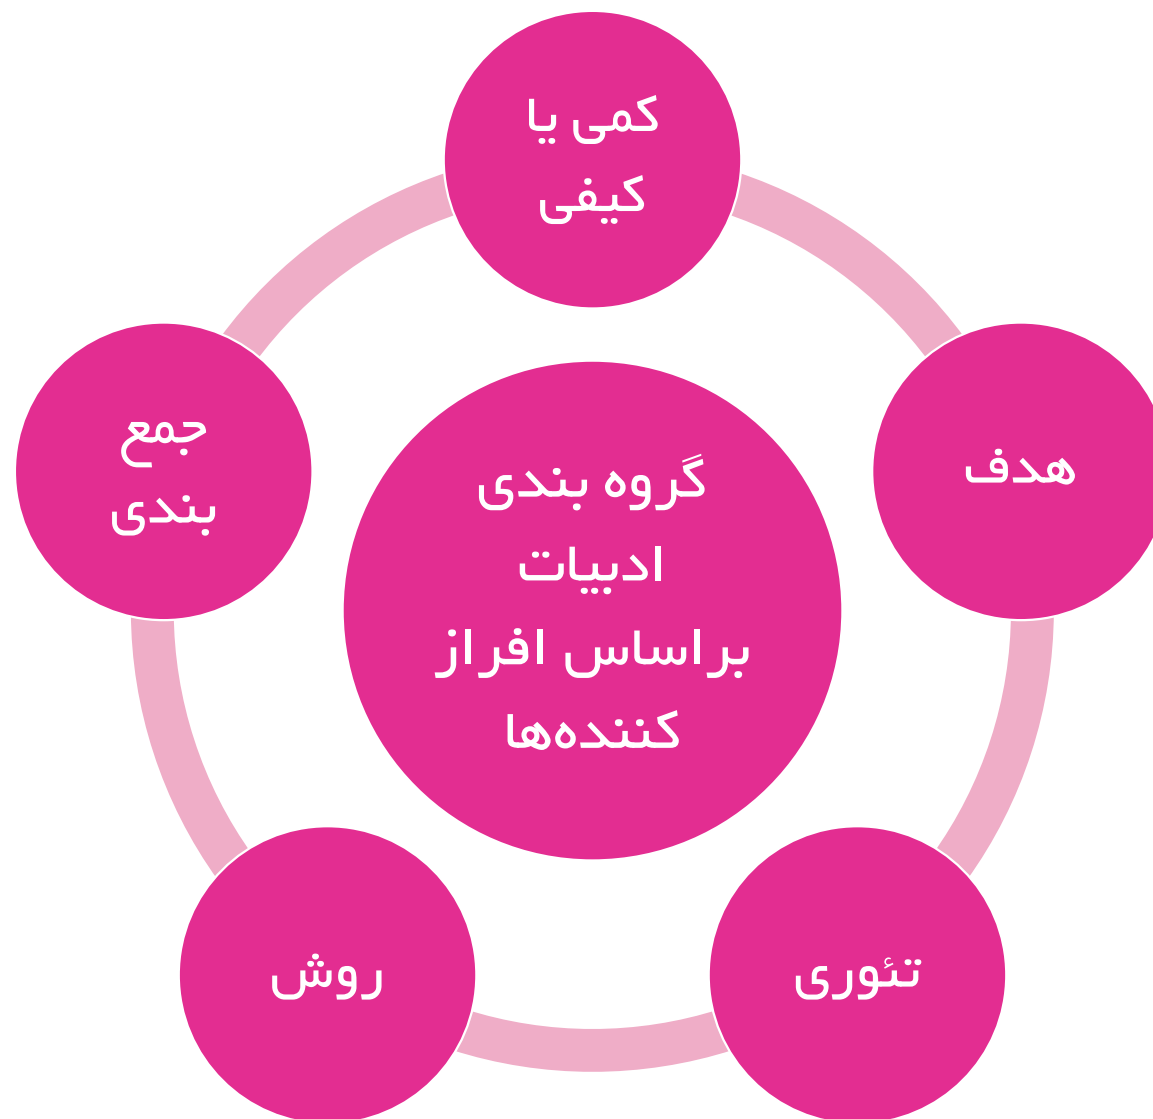 کمی یا
کیفی
هدف
تئوری
روش
جمع
بندی
گروه بندی
ادبیات
براساس افراز
کننده‌ها